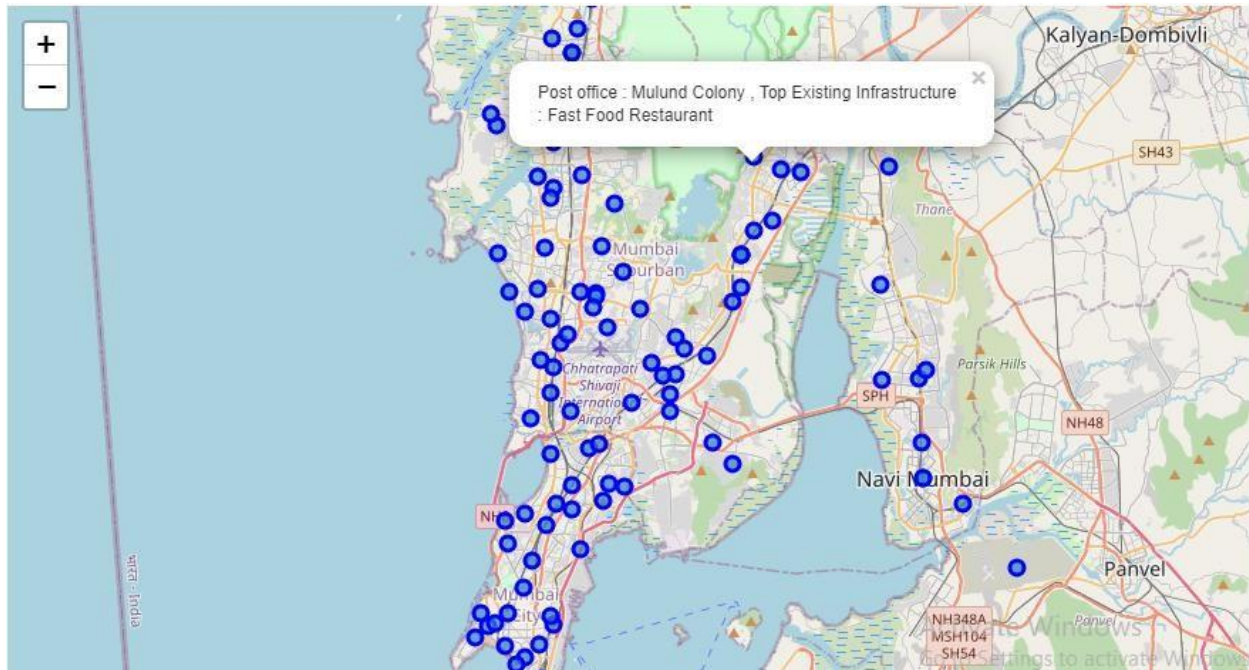 +
−
Kalyan-Dombivli
Post office : Mulund Colony , Top Existing Infrastructure
: Fast Food Restaurant
×
SH43
Thane
Mumbai
Suburban
Chhatrapati
Shivaji
International
Airport
Parsik Hills
SPH
NH48
Navi Mumbai
NH
भारत - India
Panvel
Mumbai
City
NH348A
MSH104
SH54
Panvel
Activate Windows
Go to Settings to activate Windows